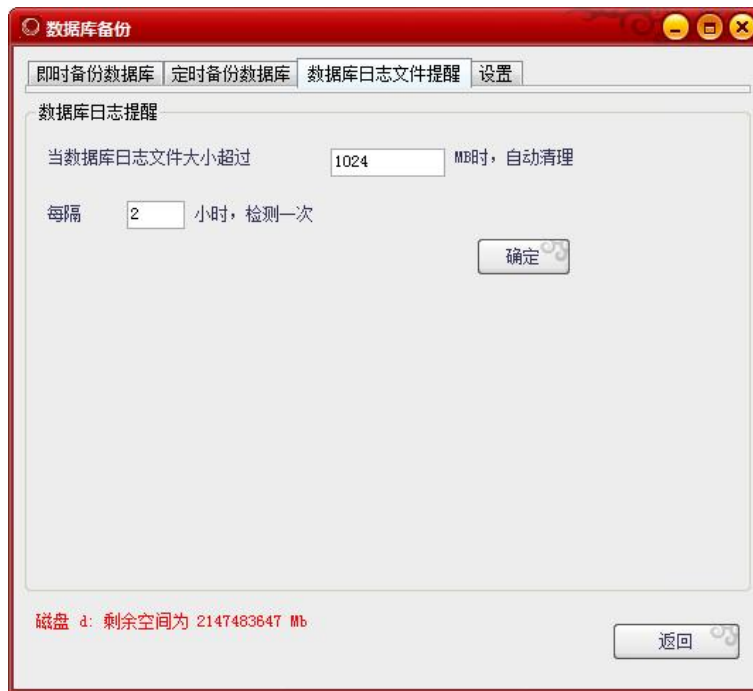 数据库备份
即时备份数据库 定时备份数据库 数据库日志文件提醒 设置
数据库日志提醒
当数据库日志文件大小超过 1024 MB时，自动清理
每隔 2 小时，检测一次
确定
磁盘 d: 剩余空间为 2147483647 Mb
返回